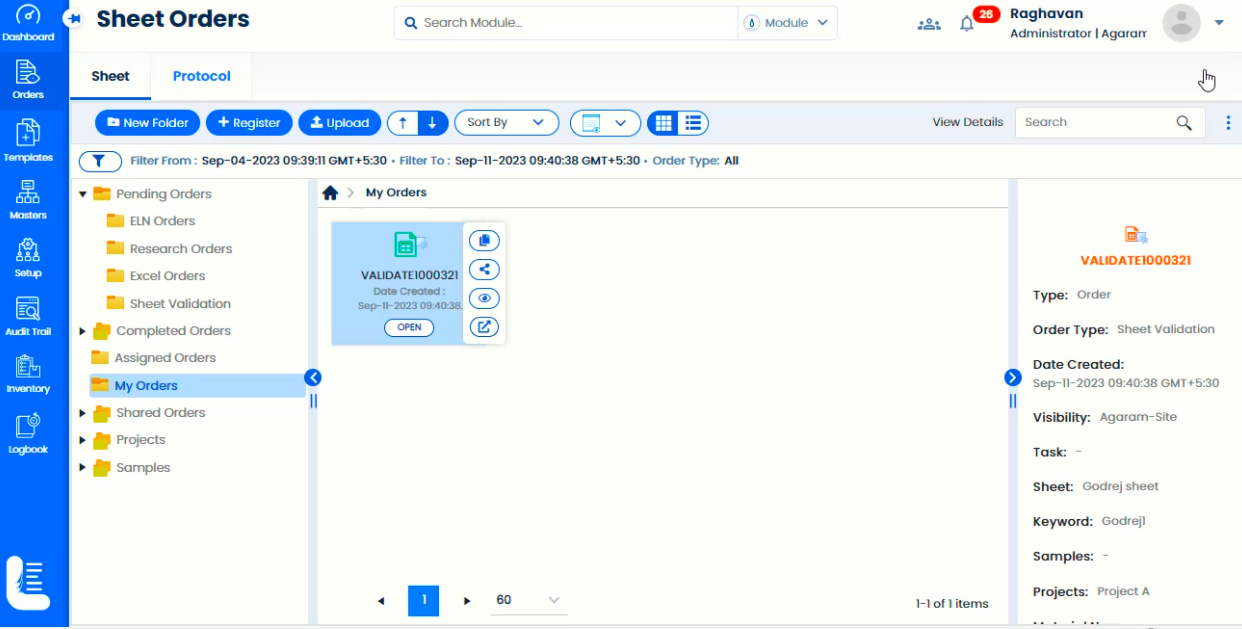 Sheet Orders
Search Module...
Module
26
Raghavan
Administrator | Agaram
Dashboard
Orders
Templates
Masters
Setup
Audit Trail
Inventory
Logbook
Sheet
Protocol
New Folder
+ Register
Upload
Sort By
View Details
Search
Filter From : Sep-04-2023 09:39:11 GMT+5:30 • Filter To : Sep-11-2023 09:40:38 GMT+5:30 • Order Type: All
Pending Orders
ELN Orders
Research Orders
Excel Orders
Sheet Validation
Completed Orders
Assigned Orders
My Orders
Shared Orders
Projects
Samples
My Orders
VALIDATE1000321
Date Created :
Sep-11-2023 09:40:38
OPEN
1
60
1-1 of 1 items
VALIDATE1000321
Type: Order
Order Type: Sheet Validation
Date Created:
Sep-11-2023 09:40:38 GMT+5:30
Visibility: Agaram-Site
Task: -
Sheet: Godrej sheet
Keyword: Godrej1
Samples: -
Projects: Project A